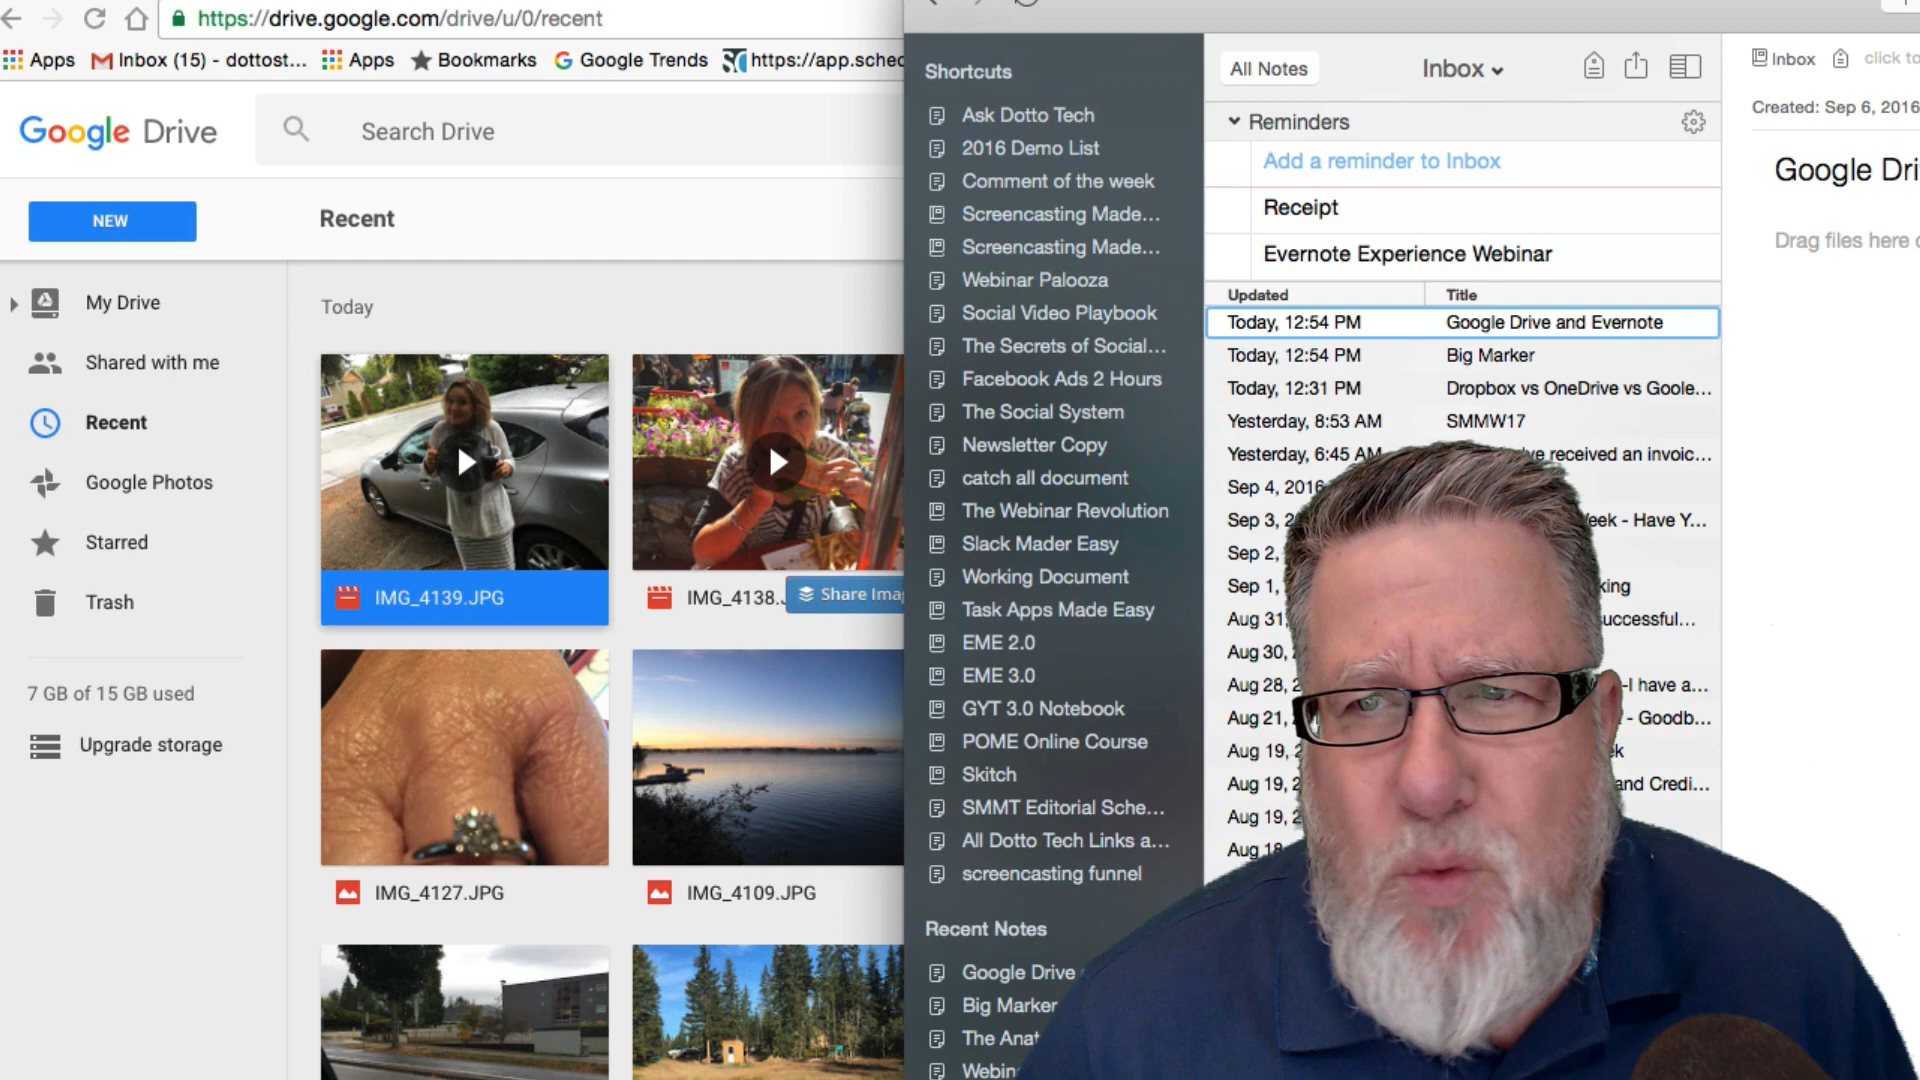 https://drive.google.com/drive/u/0/recent
Apps
Inbox (15) - dottost...
Apps
Bookmarks
Google Trends
https://app.sched
Google Drive
Search Drive
NEW
Recent
My Drive
Shared with me
Recent
Google Photos
Starred
Trash
7 GB of 15 GB used
Upgrade storage
Today
IMG_4139.JPG
IMG_4138.J
Share Imag
IMG_4127.JPG
IMG_4109.JPG
Shortcuts
Ask Dotto Tech
2016 Demo List
Comment of the week
Screencasting Made...
Screencasting Made...
Webinar Palooza
Social Video Playbook
The Secrets of Social...
Facebook Ads 2 Hours
The Social System
Newsletter Copy
catch all document
The Webinar Revolution
Slack Mader Easy
Working Document
Task Apps Made Easy
EME 2.0
EME 3.0
GYT 3.0 Notebook
POME Online Course
Skitch
SMMT Editorial Sche...
All Dotto Tech Links a...
screencasting funnel
Recent Notes
Google Drive
Big Marker
The Anat
Webin
All Notes
Inbox
Reminders
Add a reminder to Inbox
Receipt
Evernote Experience Webinar
Updated Title
Today, 12:54 PM Google Drive and Evernote
Today, 12:54 PM Big Marker
Today, 12:31 PM Dropbox vs OneDrive vs Goole...
Yesterday, 8:53 AM SMMW17
Yesterday, 6:45 AM ve received an invoic...
Sep 4, 2016
Sep 3, 2 eek - Have Y...
Sep 2,
Sep 1, king
Aug 31, uccessful...
Aug 30,
Aug 28, 2 -I have a...
Aug 21, - Goodb...
Aug 19, 2 k
Aug 19, 2 and Credi...
Aug 19, 2
Aug 18
Inbox
click to
Created: Sep 6, 2016
Google Dri
Drag files here o